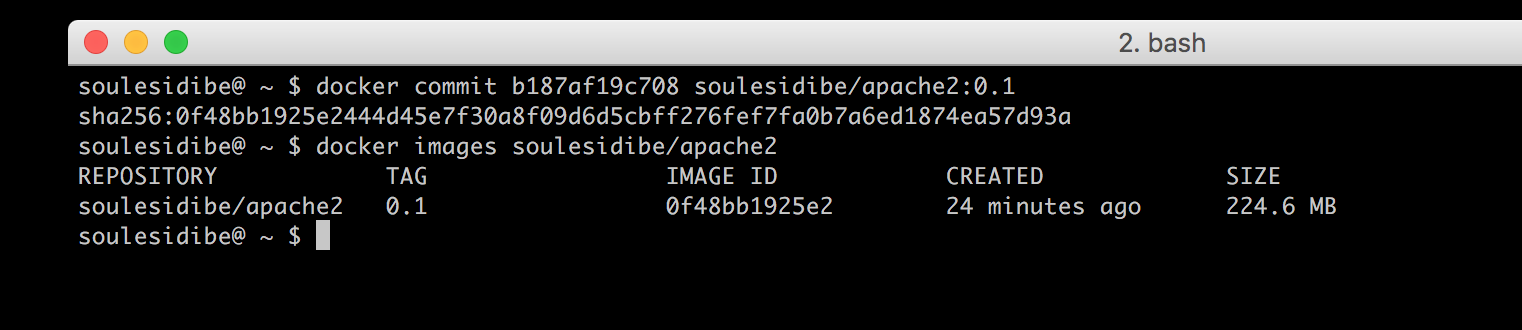 2. bash
soulesidibe@ ~ $ docker commit b187af19c708 soulesidibe/apache2:0.1
sha256:0f48bb1925e2444d45e7f30a8f09d6d5cbff276fef7fa0b7a6ed1874ea57d93a
soulesidibe@ ~ $ docker images soulesidibe/apache2
REPOSITORY TAG IMAGE ID CREATED SIZE
soulesidibe/apache2 0.1 0f48bb1925e2 24 minutes ago 224.6 MB
soulesidibe@ ~ $